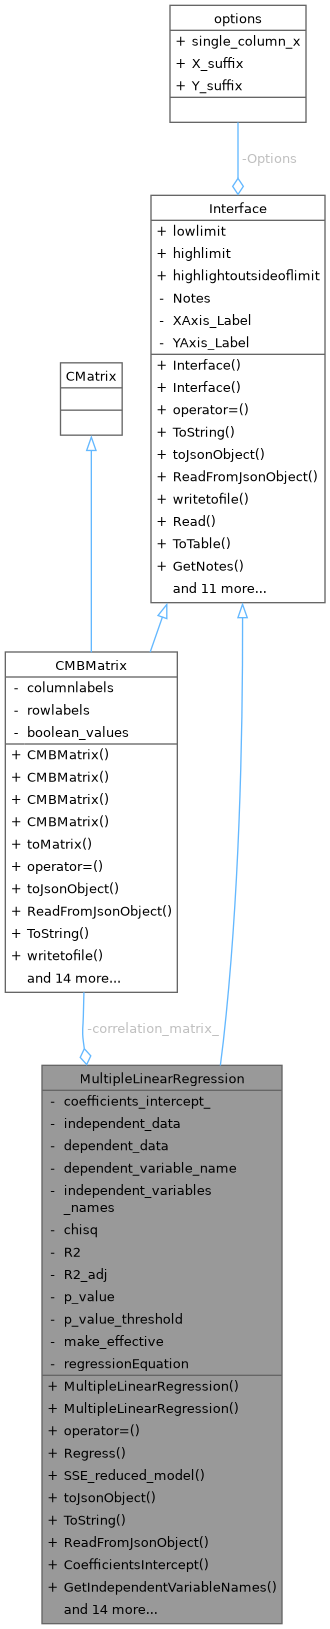 options
+ single_column_x
+ X_suffix
+ Y_suffix
-Options
Interface
+ lowlimit
+ highlimit
+ highlightoutsideoflimit
- Notes
- XAxis_Label
- YAxis_Label
+ Interface()
+ Interface()
+ operator=()
+ ToString()
+ toJsonObject()
+ ReadFromJsonObject()
+ writetofile()
+ Read()
+ ToTable()
+ GetNotes()
and 11 more...
CMatrix
CMBMatrix
- columnlabels
- rowlabels
- boolean_values
+ CMBMatrix()
+ CMBMatrix()
+ CMBMatrix()
+ CMBMatrix()
+ toMatrix()
+ operator=()
+ toJsonObject()
+ ReadFromJsonObject()
+ ToString()
+ writetofile()
and 14 more...
-correlation_matrix_
MultipleLinearRegression
- coefficients_intercept_
- independent_data
- dependent_data
- dependent_variable_name
- independent_variables
_names
- chisq
- R2
- R2_adj
- p_value
- p_value_threshold
- make_effective
- regressionEquation
+ MultipleLinearRegression()
+ MultipleLinearRegression()
+ operator=()
+ Regress()
+ SSE_reduced_model()
+ toJsonObject()
+ ToString()
+ ReadFromJsonObject()
+ CoefficientsIntercept()
+ GetIndependentVariableNames()
and 14 more...